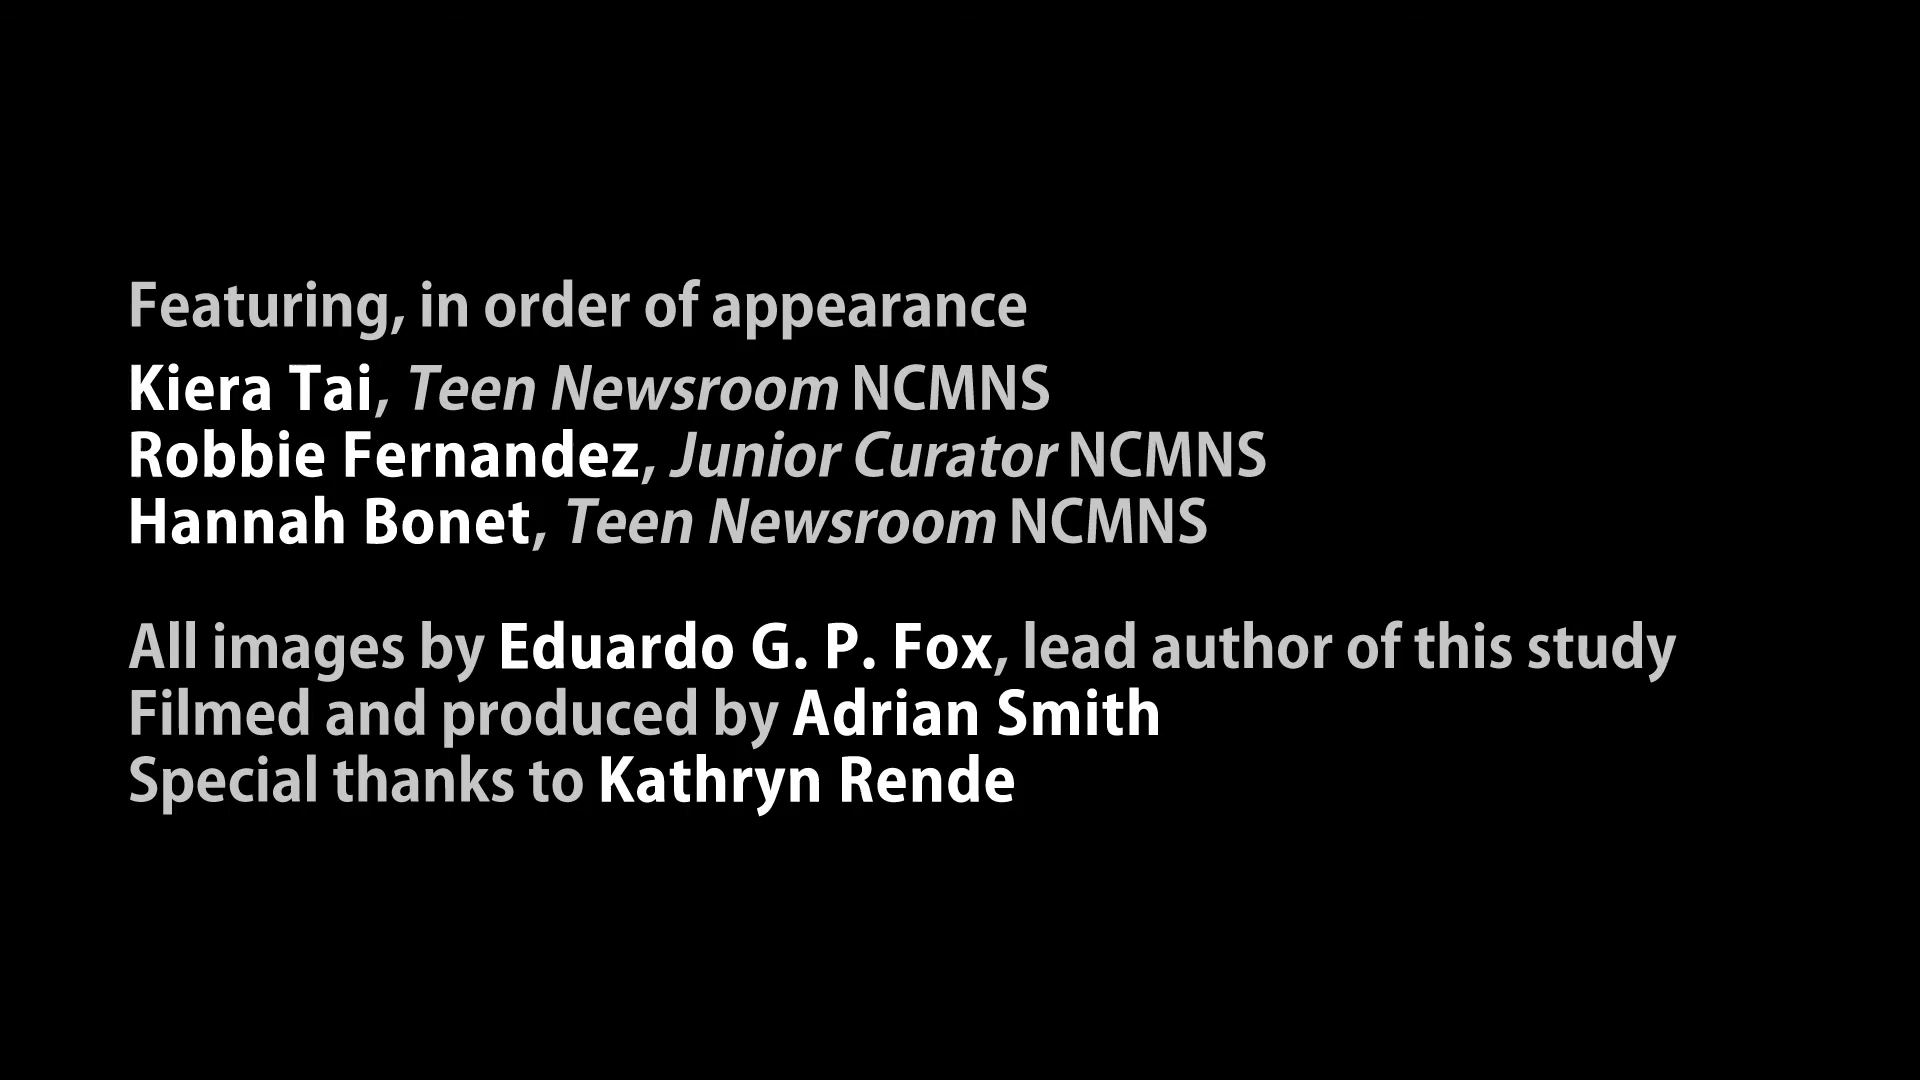 Featuring, in order of appearance
Kiera Tai, Teen Newsroom NCMNS
Robbie Fernandez, Junior Curator NCMNS
Hannah Bonet, Teen Newsroom NCMNS
All images by Eduardo G. P. Fox, lead author of this study
Filmed and produced by Adrian Smith
Special thanks to Kathryn Rende